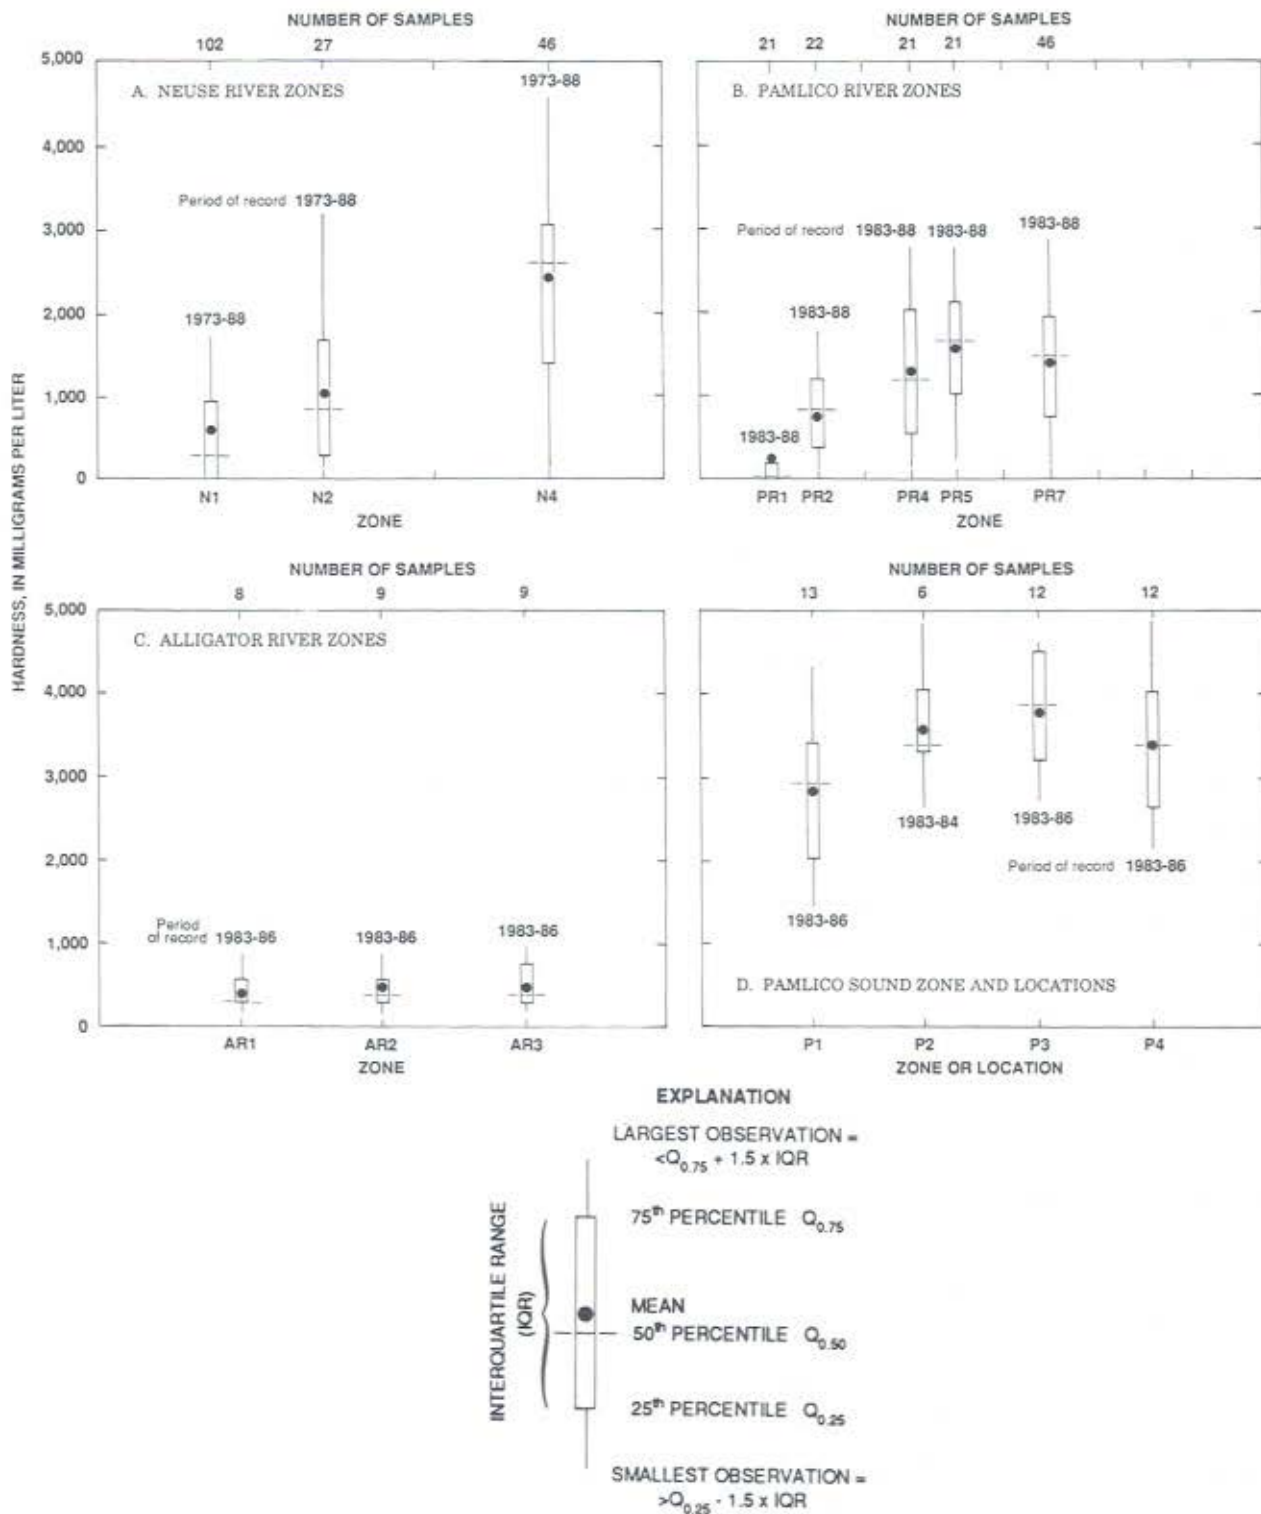 NUMBER OF SAMPLES
102 27 46
5,000
4,000
3,000
2,000
1,000
0
A. NEUSE RIVER ZONES
1973-88
Period of record 1973-88
1973-88
N1 N2 N4
ZONE
NUMBER OF SAMPLES
21 22 21 21 46
B. PAMLICO RIVER ZONES
Period of record 1983-88 1983-88 1983-88
1983-88
1983-88
PR1 PR2 PR4 PR5 PR7
ZONE
HARDNESS, IN MILLIGRAMS PER LITER
NUMBER OF SAMPLES
8 9 9
5,000
4,000
3,000
2,000
1,000
0
C. ALLIGATOR RIVER ZONES
Period
of record 1983-86 1983-86 1983-86
AR1 AR2 AR3
ZONE
NUMBER OF SAMPLES
13 6 12 12
1983-84 1983-86
Period of record 1983-86
1983-86
D. PAMLICO SOUND ZONE AND LOCATIONS
P1 P2 P3 P4
ZONE OR LOCATION
EXPLANATION
LARGEST OBSERVATION =
<Q0.75 + 1.5 x IQR
75th PERCENTILE Q0.75
INTERQUARTILE RANGE
(IQR)
MEAN
50th PERCENTILE Q0.50
25th PERCENTILE Q0.25
SMALLEST OBSERVATION =
>Q0.25 - 1.5 x IQR